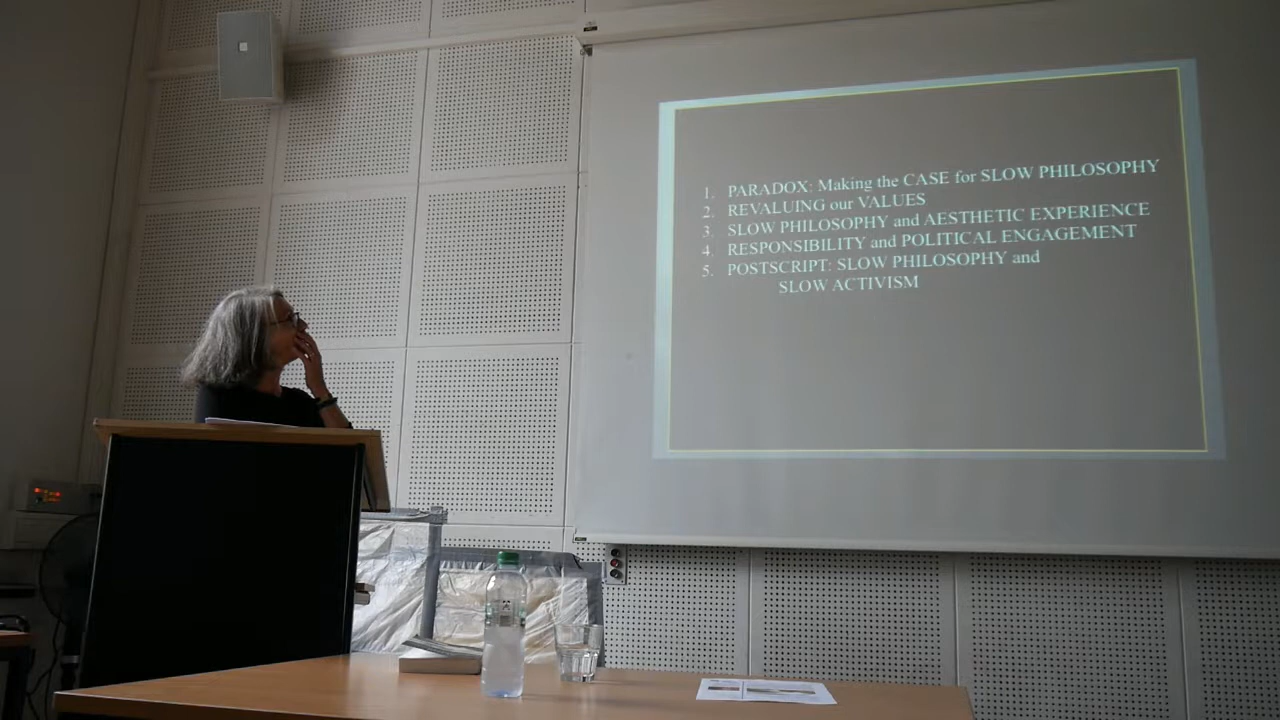 1. PARADOX: Making the CASE for SLOW PHILOSOPHY
2. REVALUING our VALUES
3. SLOW PHILOSOPHY and AESTHETIC EXPERIENCE
4. RESPONSIBILITY and POLITICAL ENGAGEMENT
5. POSTSCRIPT: SLOW PHILOSOPHY and
SLOW ACTIVISM